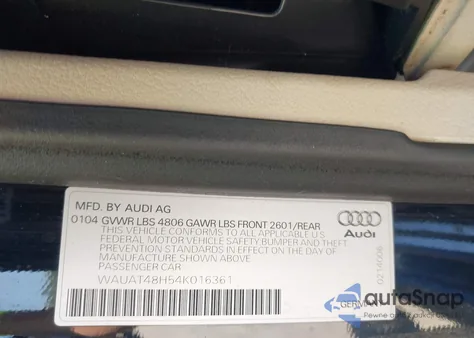 MFD. BY AUDI AG
0104 GVWR LBS 4806 GAWR LBS FRONT 2601/REAR
THIS VEHICLE CONFORMS TO ALL APPLICABLE U.S.
FEDERAL MOTOR VEHICLE SAFETY, BUMPER AND THEFT
PREVENTION STANDARDS IN EFFECT ON THE DAY OF
MANUFACTURE SHOWN ABOVE.
PASSENGER CAR
WAUAT48H54K016361
Audi
GERMAN
autoSnap